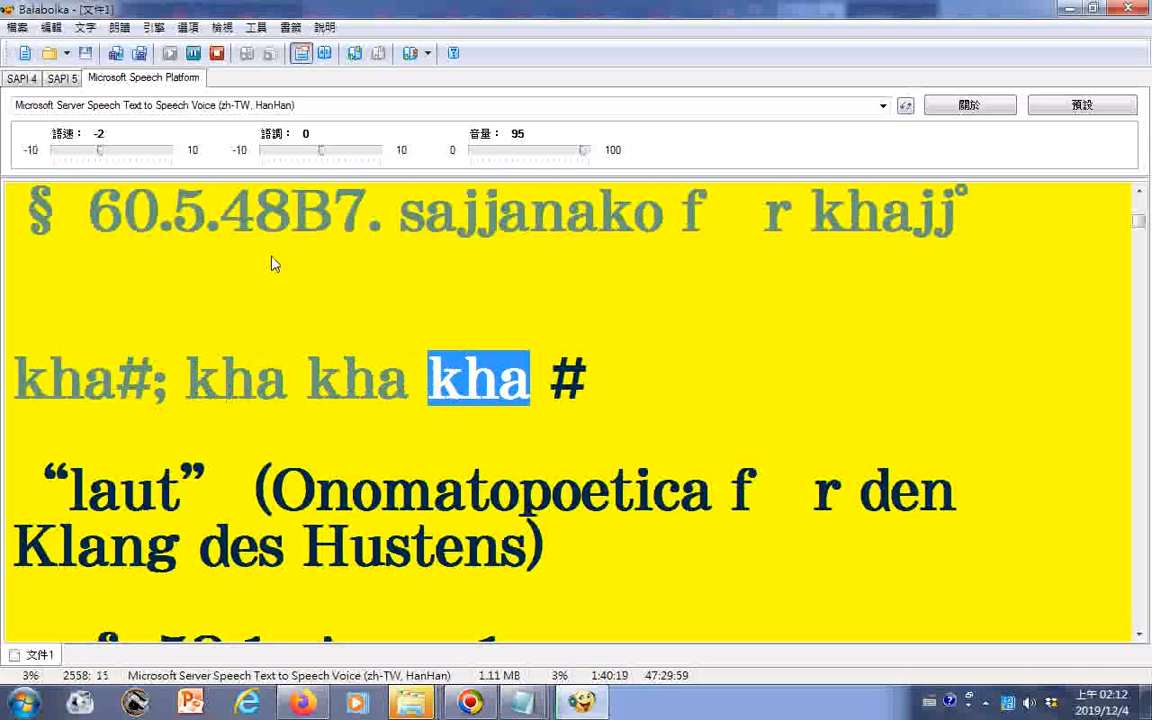 Balabolka - [文件1]
檔案 編輯 文字 朗讀 引擎 選項 檢視 工具 書籤 說明
SAPI 4 SAPI 5 Microsoft Speech Platform
Microsoft Server Speech Text to Speech Voice (zh-TW, HanHan) 關於 預設
語速： -2 語調： 0 音量： 95
-10 10 -10 10 0 100
§ 60.5.48B7. sajjanako f r khajj°
kha#; kha kha kha #
“laut” (Onomatopoetica f r den
Klang des Hustens)
文件1
3% 2558: 15 Microsoft Server Speech Text to Speech Voice (zh-TW, HanHan) 1.11 MB 3% 1:40:19 47:29:59
上午 02:12
2019/12/4